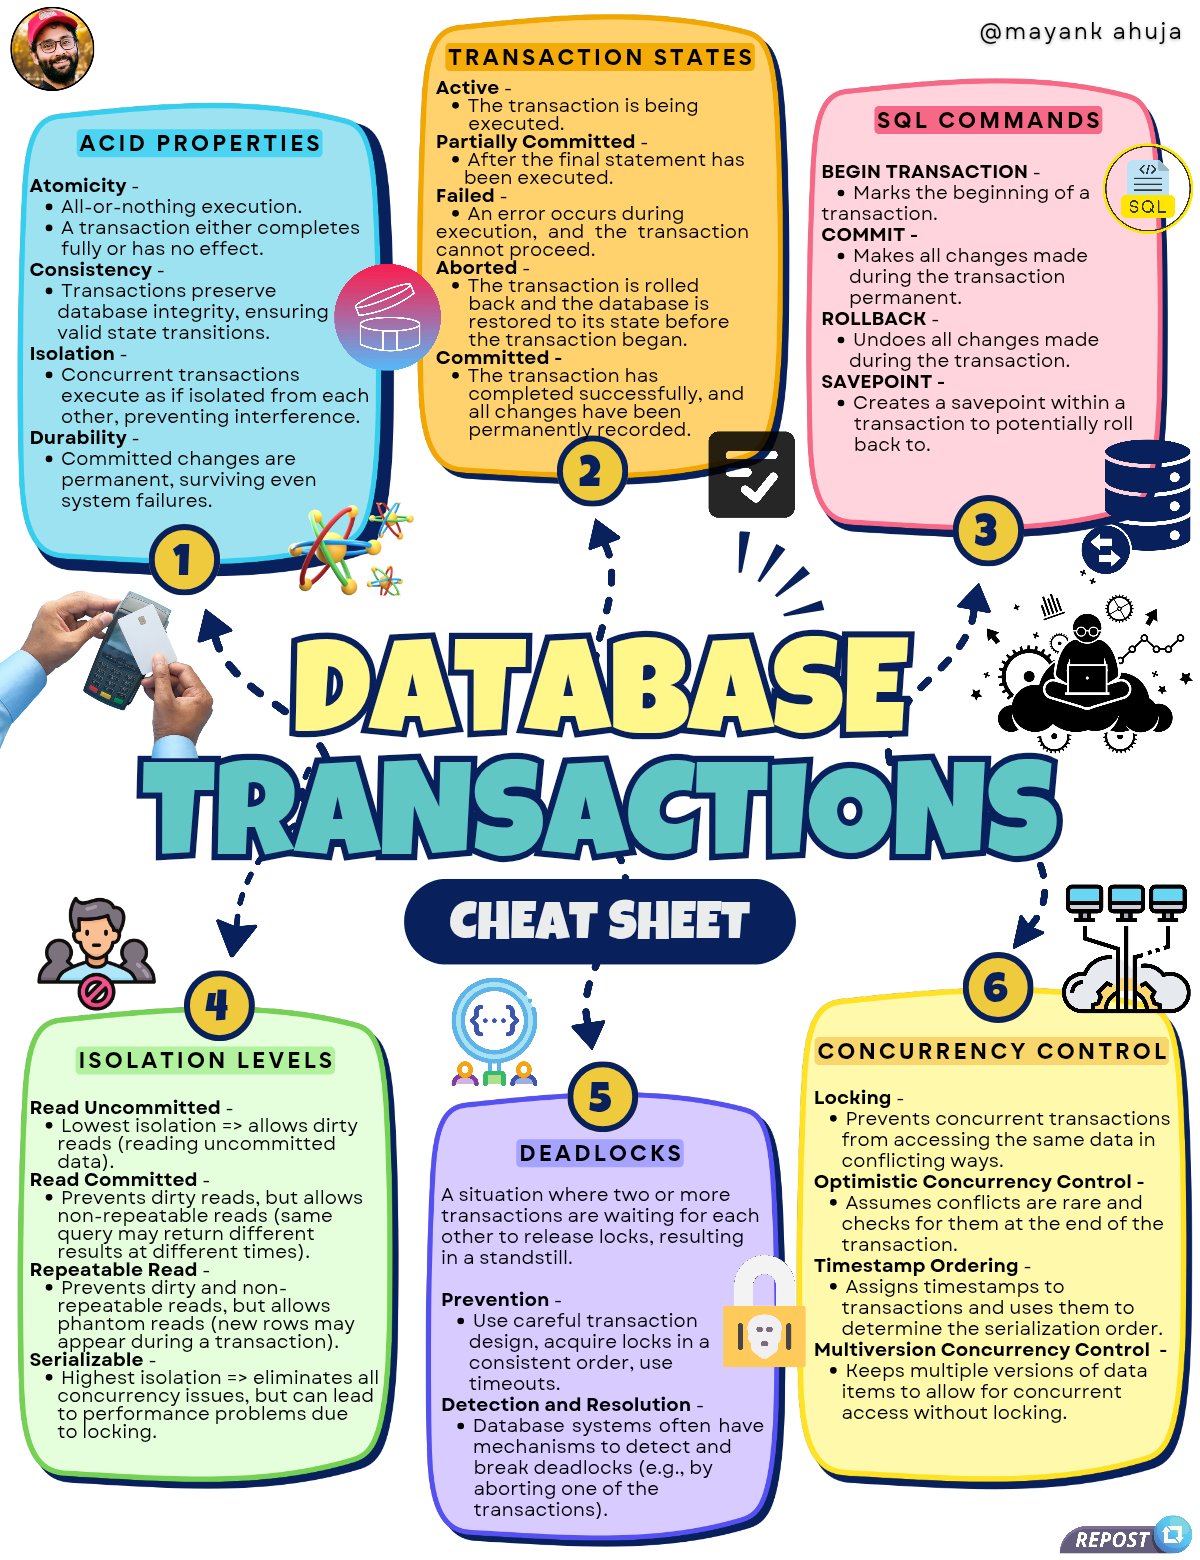 @mayank ahuja
ACID PROPERTIES
Atomicity -
• All-or-nothing execution.
• A transaction either completes
fully or has no effect.
Consistency -
• Transactions preserve
database integrity, ensuring
valid state transitions.
Isolation -
• Concurrent transactions
execute as if isolated from each
other, preventing interference.
Durability -
• Committed changes are
permanent, surviving even
system failures.
1
TRANSACTION STATES
Active -
• The transaction is being
executed.
Partially Committed -
• After the final statement has
been executed.
Failed -
• An error occurs during
execution, and the transaction
cannot proceed.
Aborted -
• The transaction is rolled
back and the database is
restored to its state before
the transaction began.
Committed -
• The transaction has
completed successfully, and
all changes have been
permanently recorded.
2
SQL COMMANDS
BEGIN TRANSACTION -
• Marks the beginning of a
transaction.
COMMIT -
• Makes all changes made
during the transaction
permanent.
ROLLBACK -
• Undoes all changes made
during the transaction.
SAVEPOINT -
• Creates a savepoint within a
transaction to potentially roll
back to.
</>
SQL
3
DATABASE
TRANSACTIONS
CHEAT SHEET
4
ISOLATION LEVELS
Read Uncommitted -
• Lowest isolation => allows dirty
reads (reading uncommitted
data).
Read Committed -
• Prevents dirty reads, but allows
non-repeatable reads (same
query may return different
results at different times).
Repeatable Read -
• Prevents dirty and non-
repeatable reads, but allows
phantom reads (new rows may
appear during a transaction).
Serializable -
• Highest isolation => eliminates all
concurrency issues, but can lead
to performance problems due
to locking.
{...}
5
DEADLOCKS
A situation where two or more
transactions are waiting for each
other to release locks, resulting
in a standstill.
Prevention -
• Use careful transaction
design, acquire locks in a
consistent order, use
timeouts.
Detection and Resolution -
• Database systems often have
mechanisms to detect and
break deadlocks (e.g., by
aborting one of the
transactions).
6
CONCURRENCY CONTROL
Locking -
• Prevents concurrent transactions
from accessing the same data in
conflicting ways.
Optimistic Concurrency Control -
• Assumes conflicts are rare and
checks for them at the end of the
transaction.
Timestamp Ordering -
• Assigns timestamps to
transactions and uses them to
determine the serialization order.
Multiversion Concurrency Control -
• Keeps multiple versions of data
items to allow for concurrent
access without locking.
REPOST